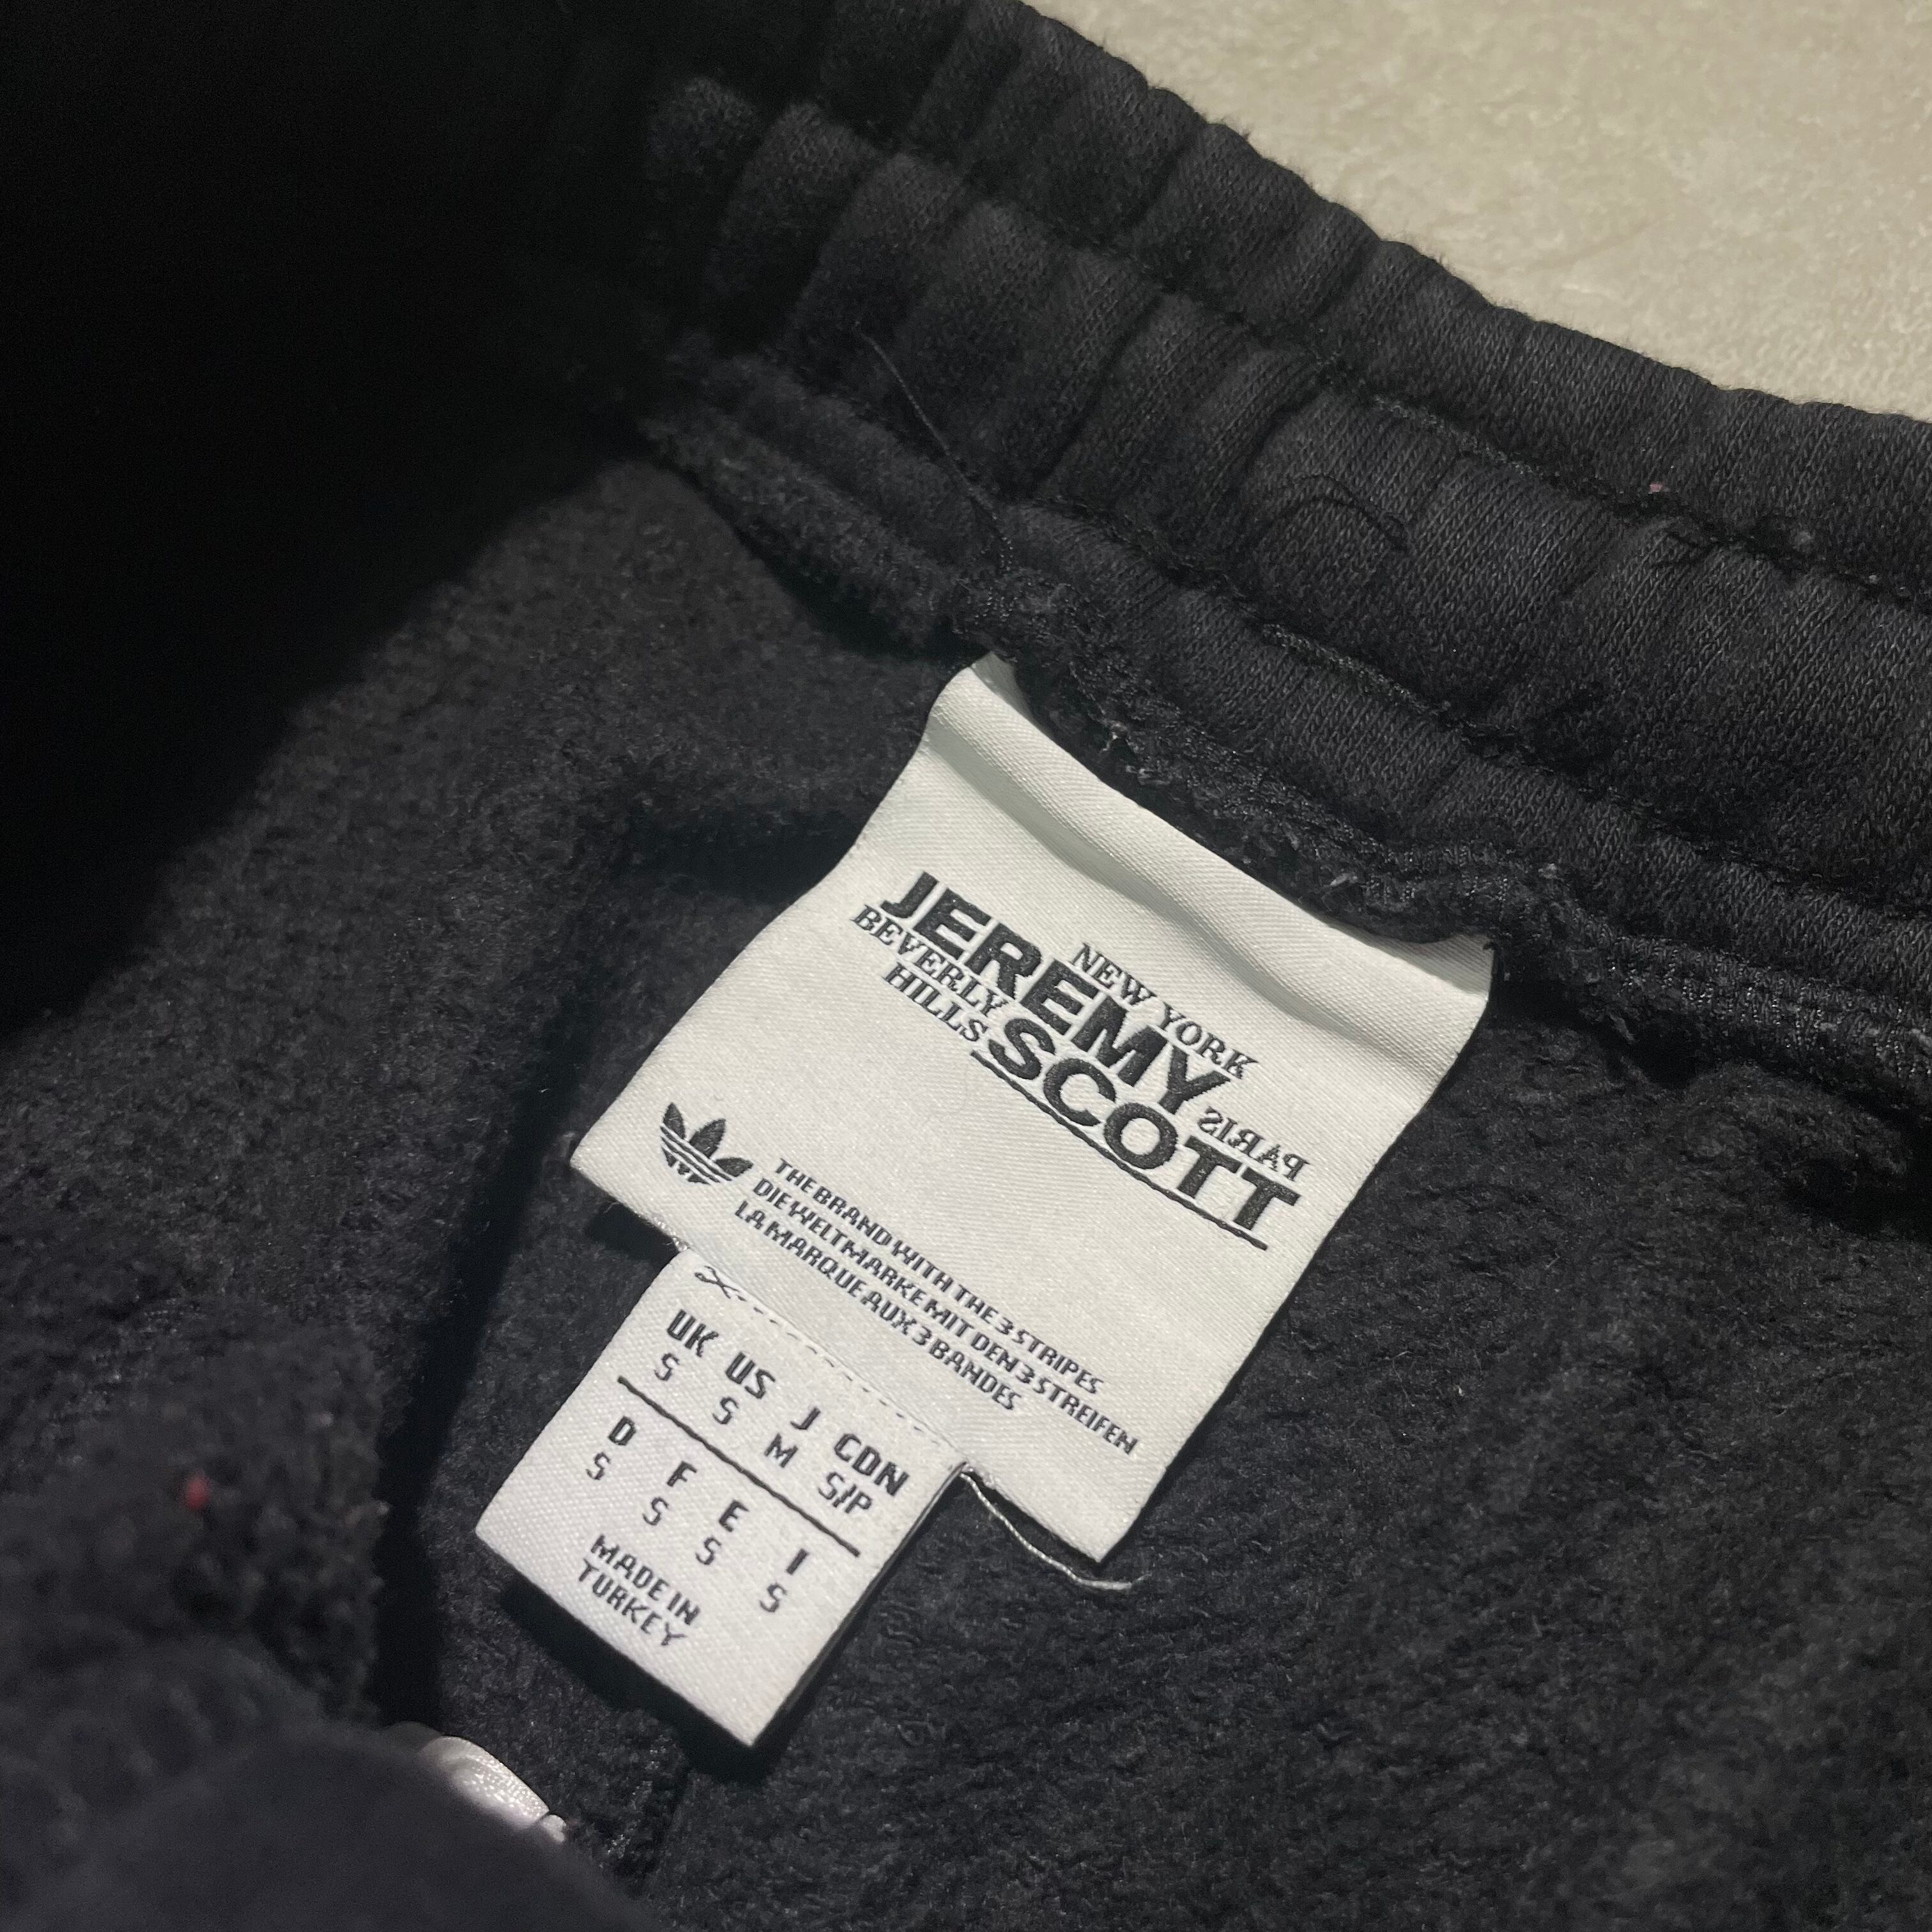 NEW YORK
JEREMY
BEVERLY PARIS
HILLS SCOTT
THE BRAND WITH THE 3 STRIPES
DIE WELTMARKE MIT DEN 3 STREIFEN
LA MARQUE AUX 3 BANDES
UK US J CDN
S S M S/P
D F E I
S S S S
MADE IN
TURKEY